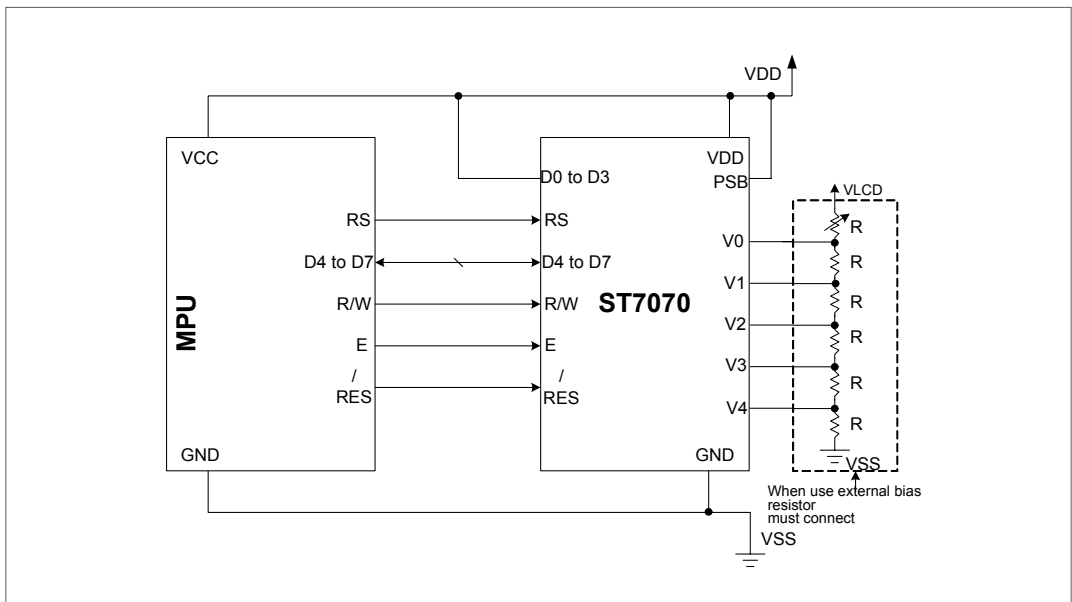 VDD
VCC
VDD
D0 to D3
PSB
VLCD
RS
RS
R
V0
R
D4 to D7
D4 to D7
V1
R
MPU
R/W
R/W
ST7070
V2
R
E
E
V3
R
/
RES
/
RES
V4
R
GND
GND
VSS
When use external bias
resistor
must connect
VSS